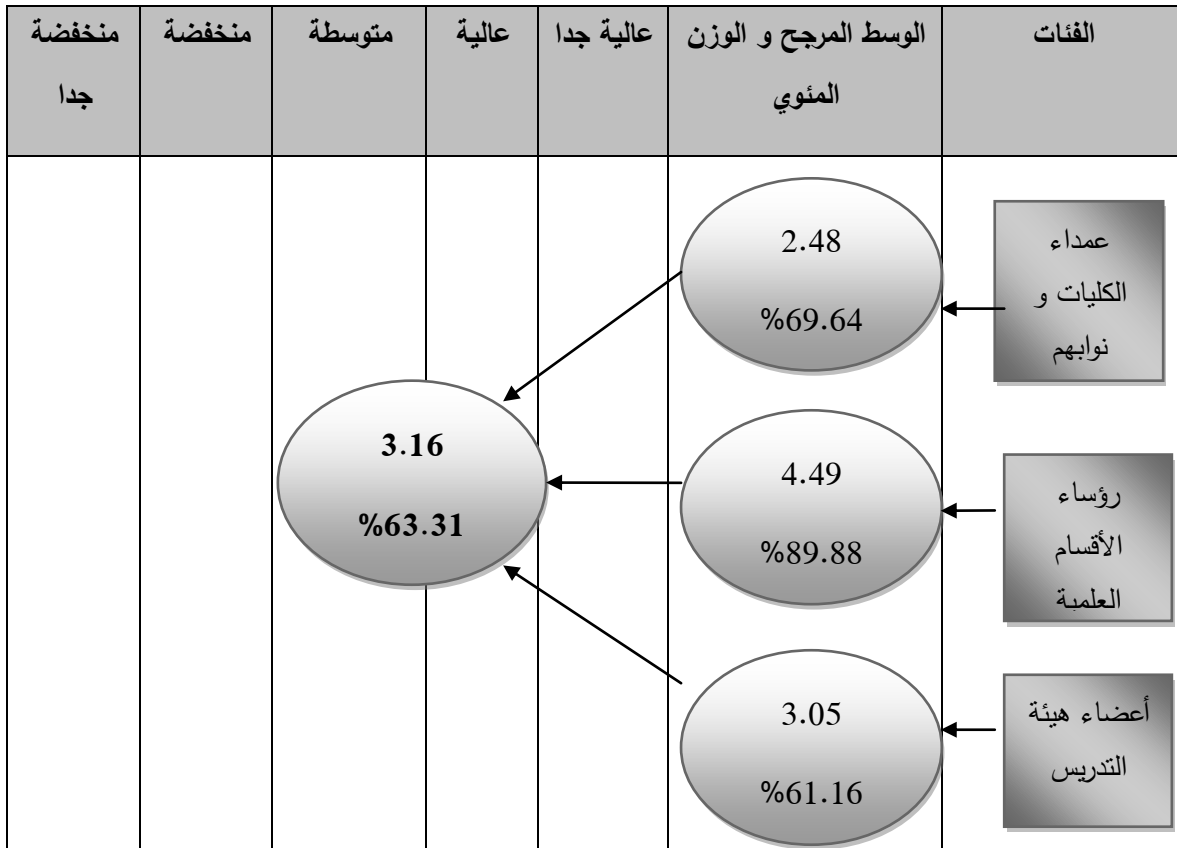 الفئات
الوسط المرجح و الوزن
المئوي
عالية جدا
عالية
متوسطة
منخفضة
منخفضة
جدا
عمداء
الكليات و
نوابهم
2.48
%69.64
رؤساء
الأقسام
العلمية
4.49
%89.88
3.16
%63.31
أعضاء هيئة
التدريس
3.05
%61.16